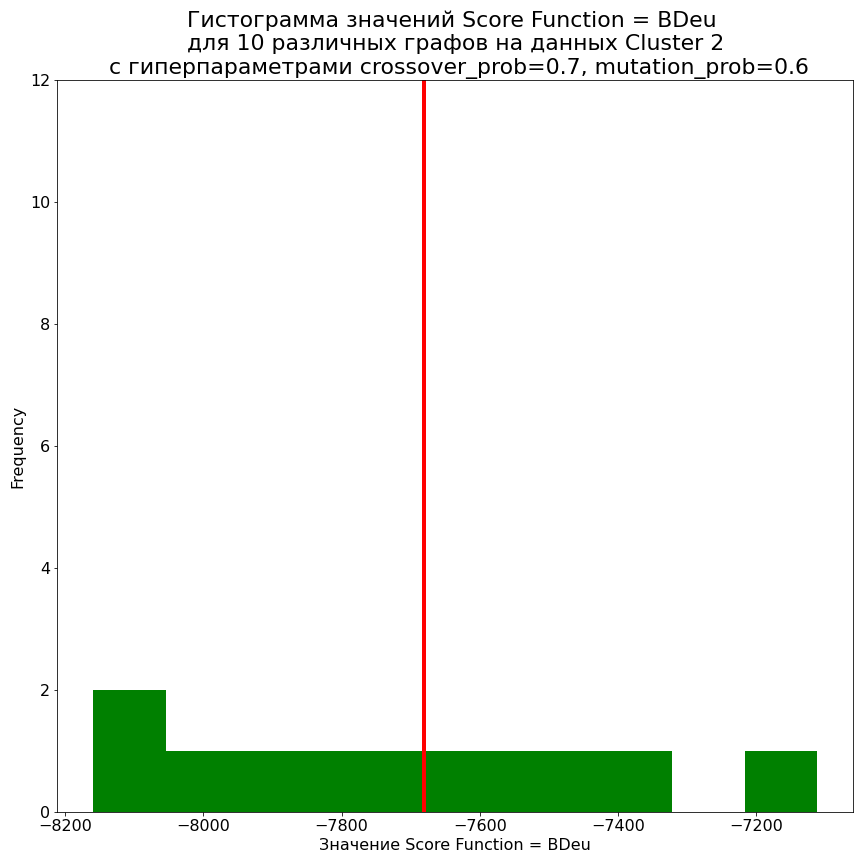 Гистограмма значений Score Function = BDeu
для 10 различных графов на данных Cluster 2
с гиперпараметрами crossover_prob=0.7, mutation_prob=0.6
12
10
8
6
4
2
0
Frequency
−8200 −8000 −7800 −7600 −7400 −7200
Значение Score Function = BDeu